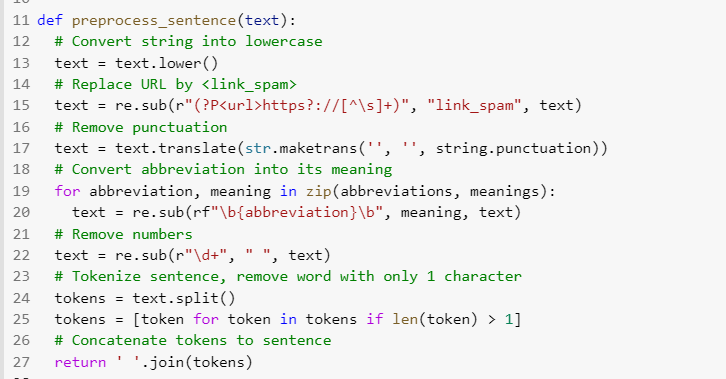 11 def preprocess_sentence(text):
12   # Convert string into lowercase
13   text = text.lower()
14   # Replace URL by <link_spam>
15   text = re.sub(r"(?P<url>https?://[^\s]+)", "link_spam", text)
16   # Remove punctuation
17   text = text.translate(str.maketrans('', '', string.punctuation))
18   # Convert abbreviation into its meaning
19   for abbreviation, meaning in zip(abbreviations, meanings):
20     text = re.sub(rf"\b{abbreviation}\b", meaning, text)
21   # Remove numbers
22   text = re.sub(r"\d+", " ", text)
23   # Tokenize sentence, remove word with only 1 character
24   tokens = text.split()
25   tokens = [token for token in tokens if len(token) > 1]
26   # Concatenate tokens to sentence
27   return ' '.join(tokens)